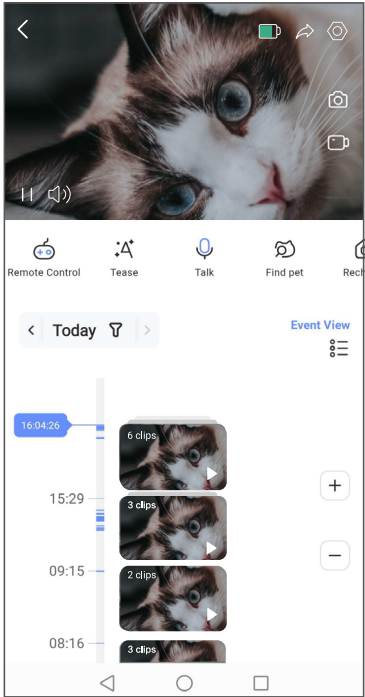 Remote Control
Tease
Talk
Find pet
Rech
Today
Event View
16:04:26
6 clips
3 clips
15:29
2 clips
09:15
3 clips
08:16